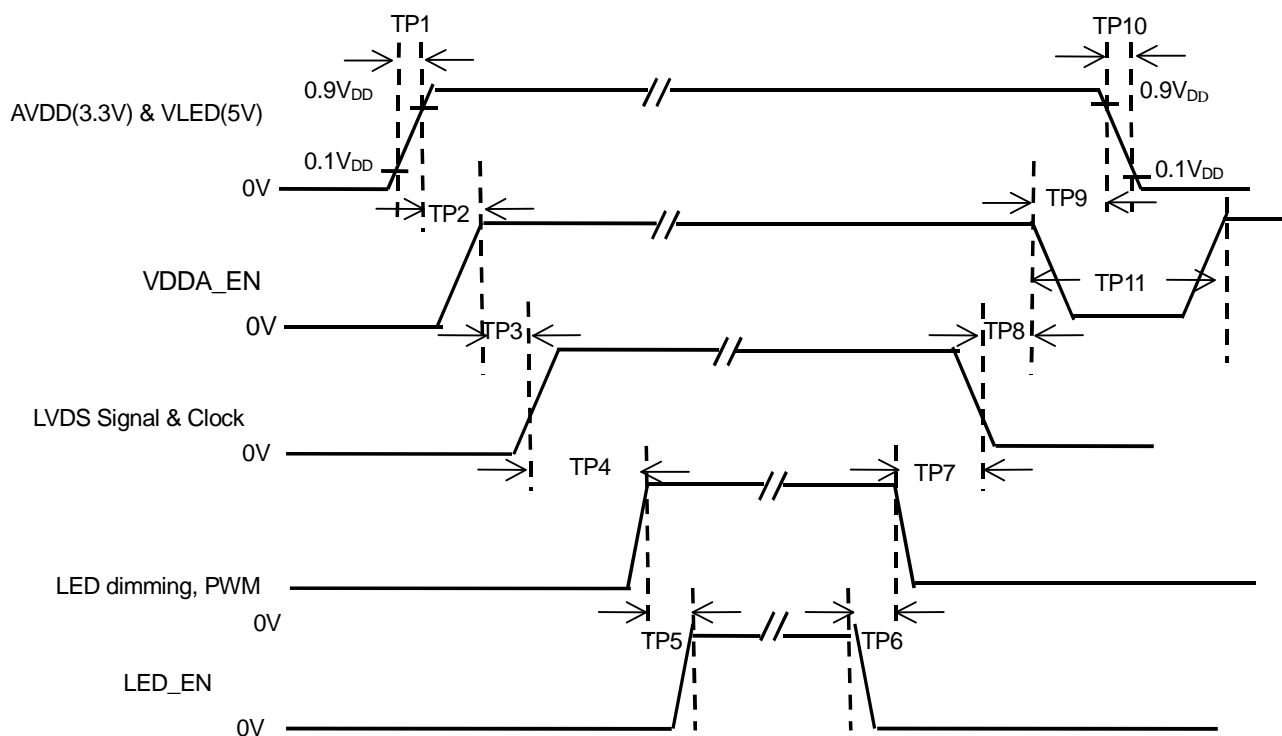 TP1
TP10
0.9VDD
0.9VDD
AVDD(3.3V) & VLED(5V)
0.1VDD
0.1VDD
0V
TP2
TP9
VDDA_EN
TP11
0V
TP3
TP8
LVDS Signal & Clock
0V
TP4
TP7
LED dimming, PWM
0V
TP5
TP6
LED_EN
0V